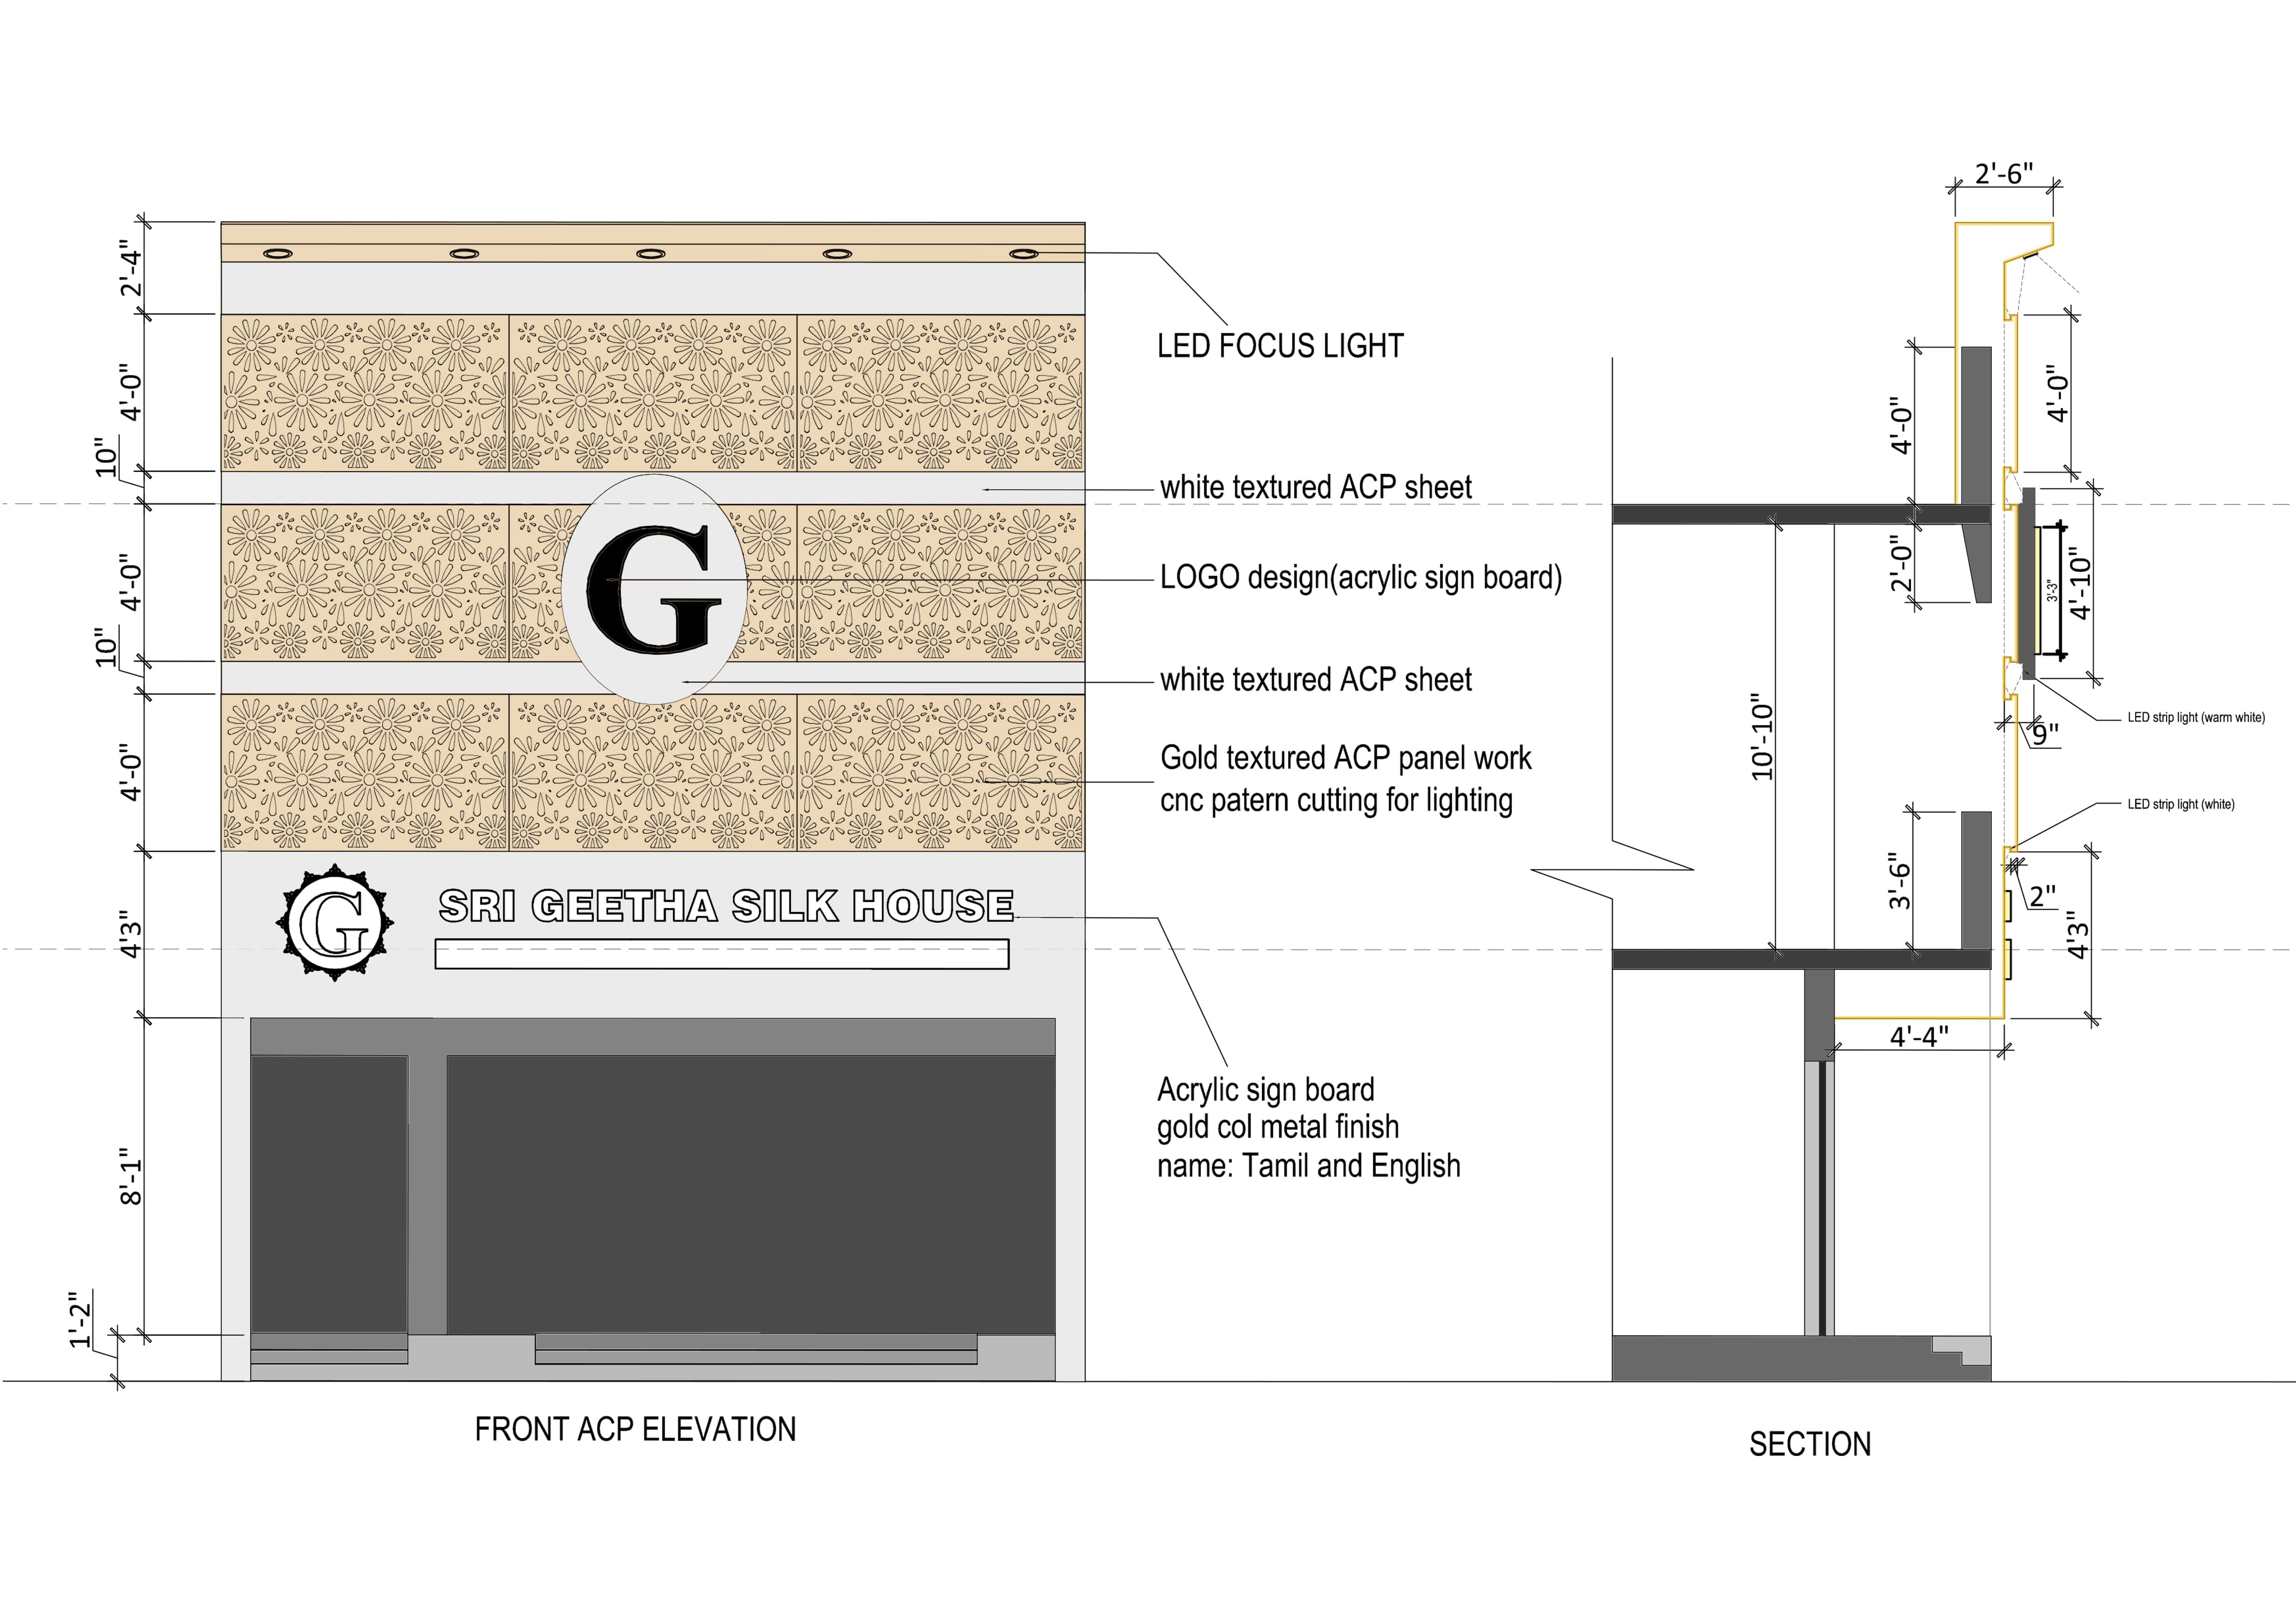 2'-6"
2'-4"
LED FOCUS LIGHT
4'-0"
4'-0"
4'-0"
10"
white textured ACP sheet
G
LOGO design(acrylic sign board)
4'-0"
2'-0"
3'-3"
4'-10"
10"
white textured ACP sheet
LED strip light (warm white)
9"
10'-10"
4'-0"
Gold textured ACP panel work
cnc patern cutting for lighting
LED strip light (white)
3'-6"
2"
4'3"
G
SRI GEETHA SILK HOUSE
4'3"
4'-4"
Acrylic sign board
gold col metal finish
name: Tamil and English
8'-1"
1'-2"
FRONT ACP ELEVATION
SECTION